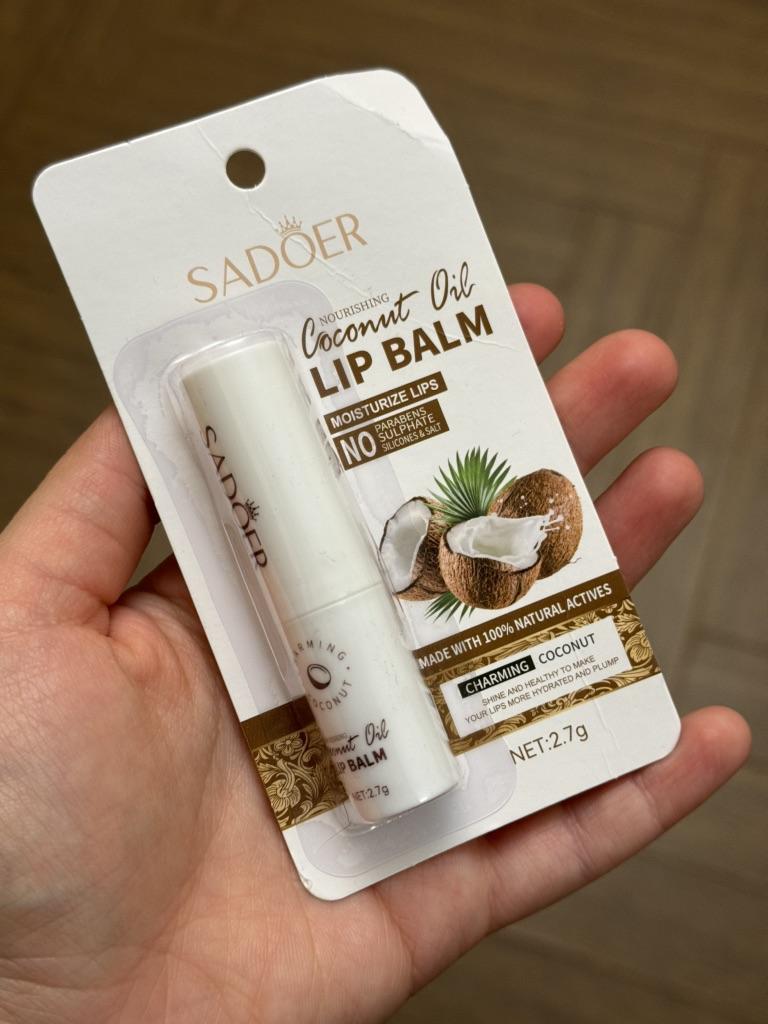 SADOER
NOURISHING
Coconut Oil
LIP BALM
MOISTURIZE LIPS
NO PARABENS
SULPHATE
SILICONES & SALT
MADE WITH 100% NATURAL ACTIVES
CHARMING COCONUT
SHINE AND HEALTHY TO MAKE
YOUR LIPS MORE HYDRATED AND PLUMP
NET:2.7g
SADOER
Oil
BALM
NET:2.7g